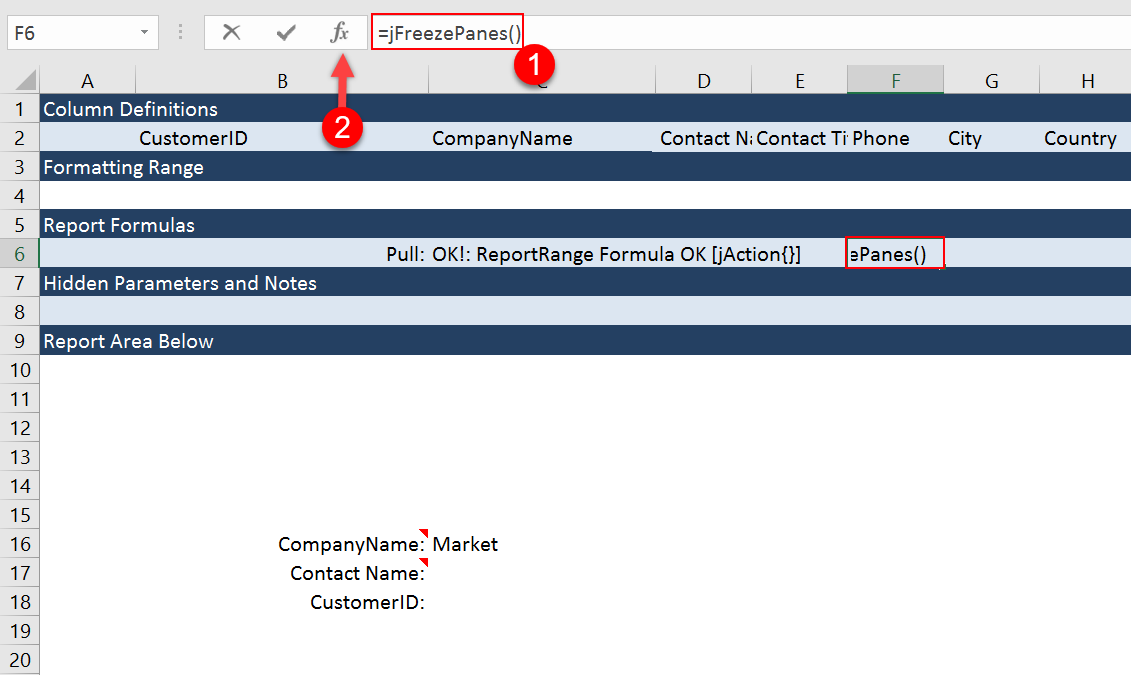 F6 fx =jFreezePanes()
1
A B C D E F G H
2
1 Column Definitions
2 CustomerID CompanyName Contact Na Contact Ti Phone City Country
3 Formatting Range
4
5 Report Formulas
6 Pull: OK!: ReportRange Formula OK [jAction{}] ePanes()
7 Hidden Parameters and Notes
8
9 Report Area Below
10
11
12
13
14
15
16 CompanyName: Market
17 Contact Name:
18 CustomerID:
19
20